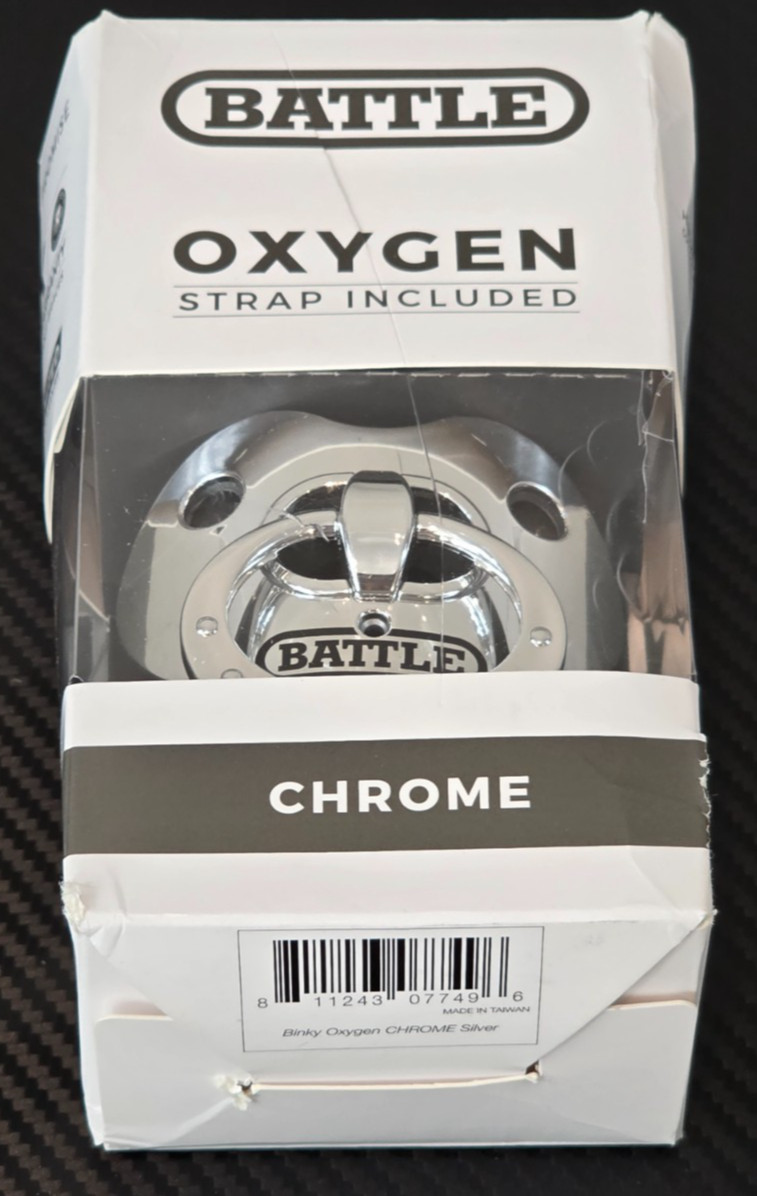 BATTLE
OXYGEN
STRAP INCLUDED
BATTLE
CHROME
8 11243 07749 6
MADE IN TAIWAN
Binky Oxygen CHROME Silver